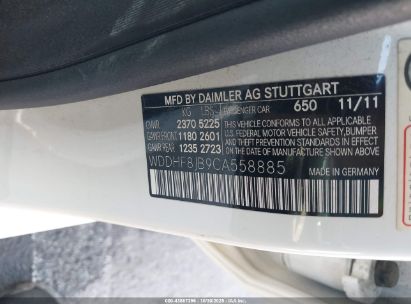 MFD BY DAIMLER AG STUTTGART
KG LBS PASSENGER CAR 650 11/11
GVWR 2370 5225
GAWR FRONT 1180 2601
GAWR REAR 1235 2723
THIS VEHICLE CONFORMS TO ALL APPLICABLE
U.S. FEDERAL MOTOR VEHICLE SAFETY, BUMPER,
AND THEFT PREVENTION STANDARDS IN EFFECT
ON THE DATE OF MANUFACTURE SHOWN ABOVE.
WDDHF8JB9CA558885
MADE IN GERMANY